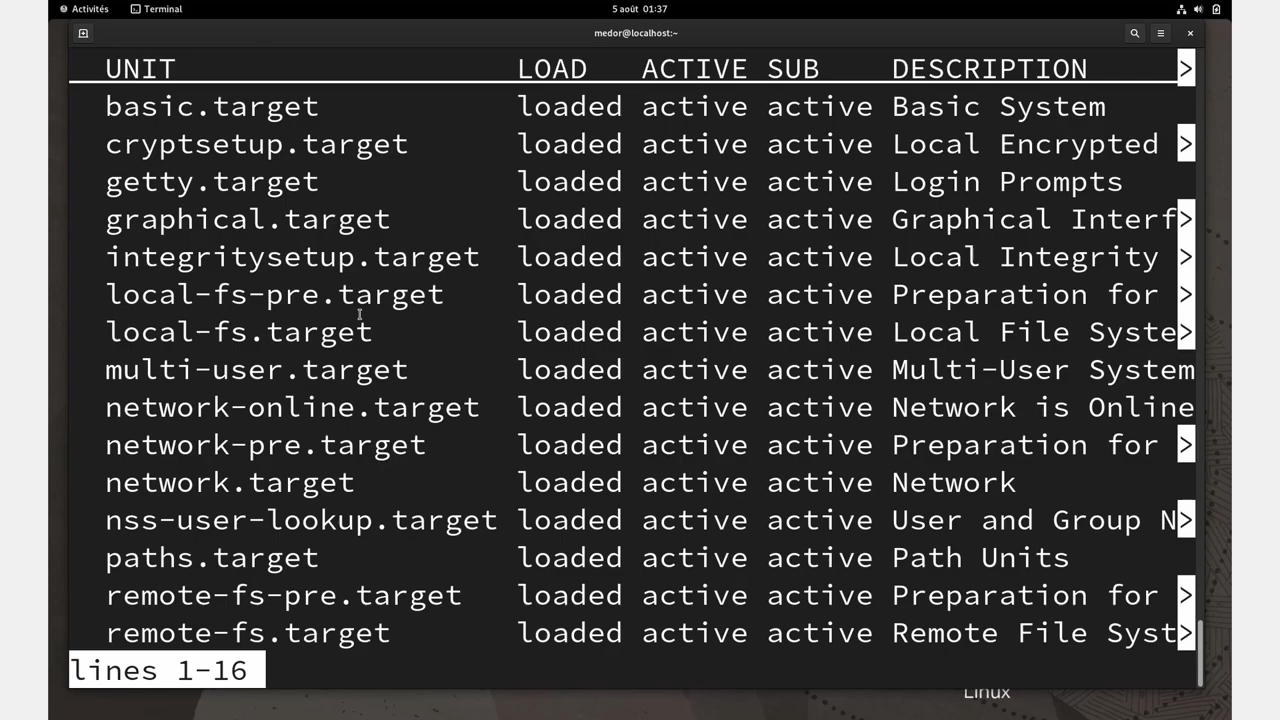 Activités Terminal 5 août 01:37
medor@localhost:~
UNIT LOAD ACTIVE SUB DESCRIPTION >
basic.target loaded active active Basic System
cryptsetup.target loaded active active Local Encrypted >
getty.target loaded active active Login Prompts
graphical.target loaded active active Graphical Interf>
integritysetup.target loaded active active Local Integrity >
local-fs-pre.target loaded active active Preparation for >
local-fs.target loaded active active Local File Syste>
multi-user.target loaded active active Multi-User System
network-online.target loaded active active Network is Online
network-pre.target loaded active active Preparation for >
network.target loaded active active Network
nss-user-lookup.target loaded active active User and Group N>
paths.target loaded active active Path Units
remote-fs-pre.target loaded active active Preparation for >
remote-fs.target loaded active active Remote File Syst>
lines 1-16
Linux